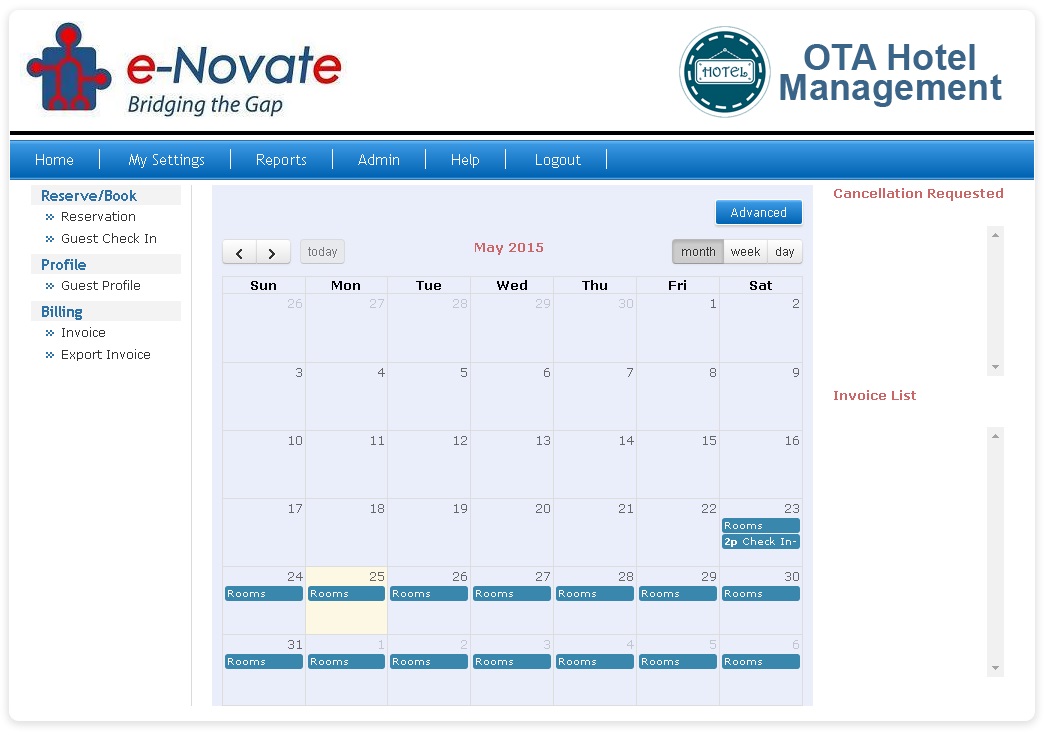 e-Novate
Bridging the Gap
HOTEL
OTA Hotel
Management
Home My Settings Reports Admin Help Logout
Reserve/Book
Reservation
Guest Check In
Profile
Guest Profile
Billing
Invoice
Export Invoice
Advanced
today May 2015 month week day
Sun Mon Tue Wed Thu Fri Sat
26 27 28 29 30 1 2
3 4 5 6 7 8 9
10 11 12 13 14 15 16
17 18 19 20 21 22 23
Rooms
2p Check In-
24 25 26 27 28 29 30
Rooms Rooms Rooms Rooms Rooms Rooms Rooms
31 1 2 3 4 5 6
Rooms Rooms Rooms Rooms Rooms Rooms Rooms
Cancellation Requested
Invoice List